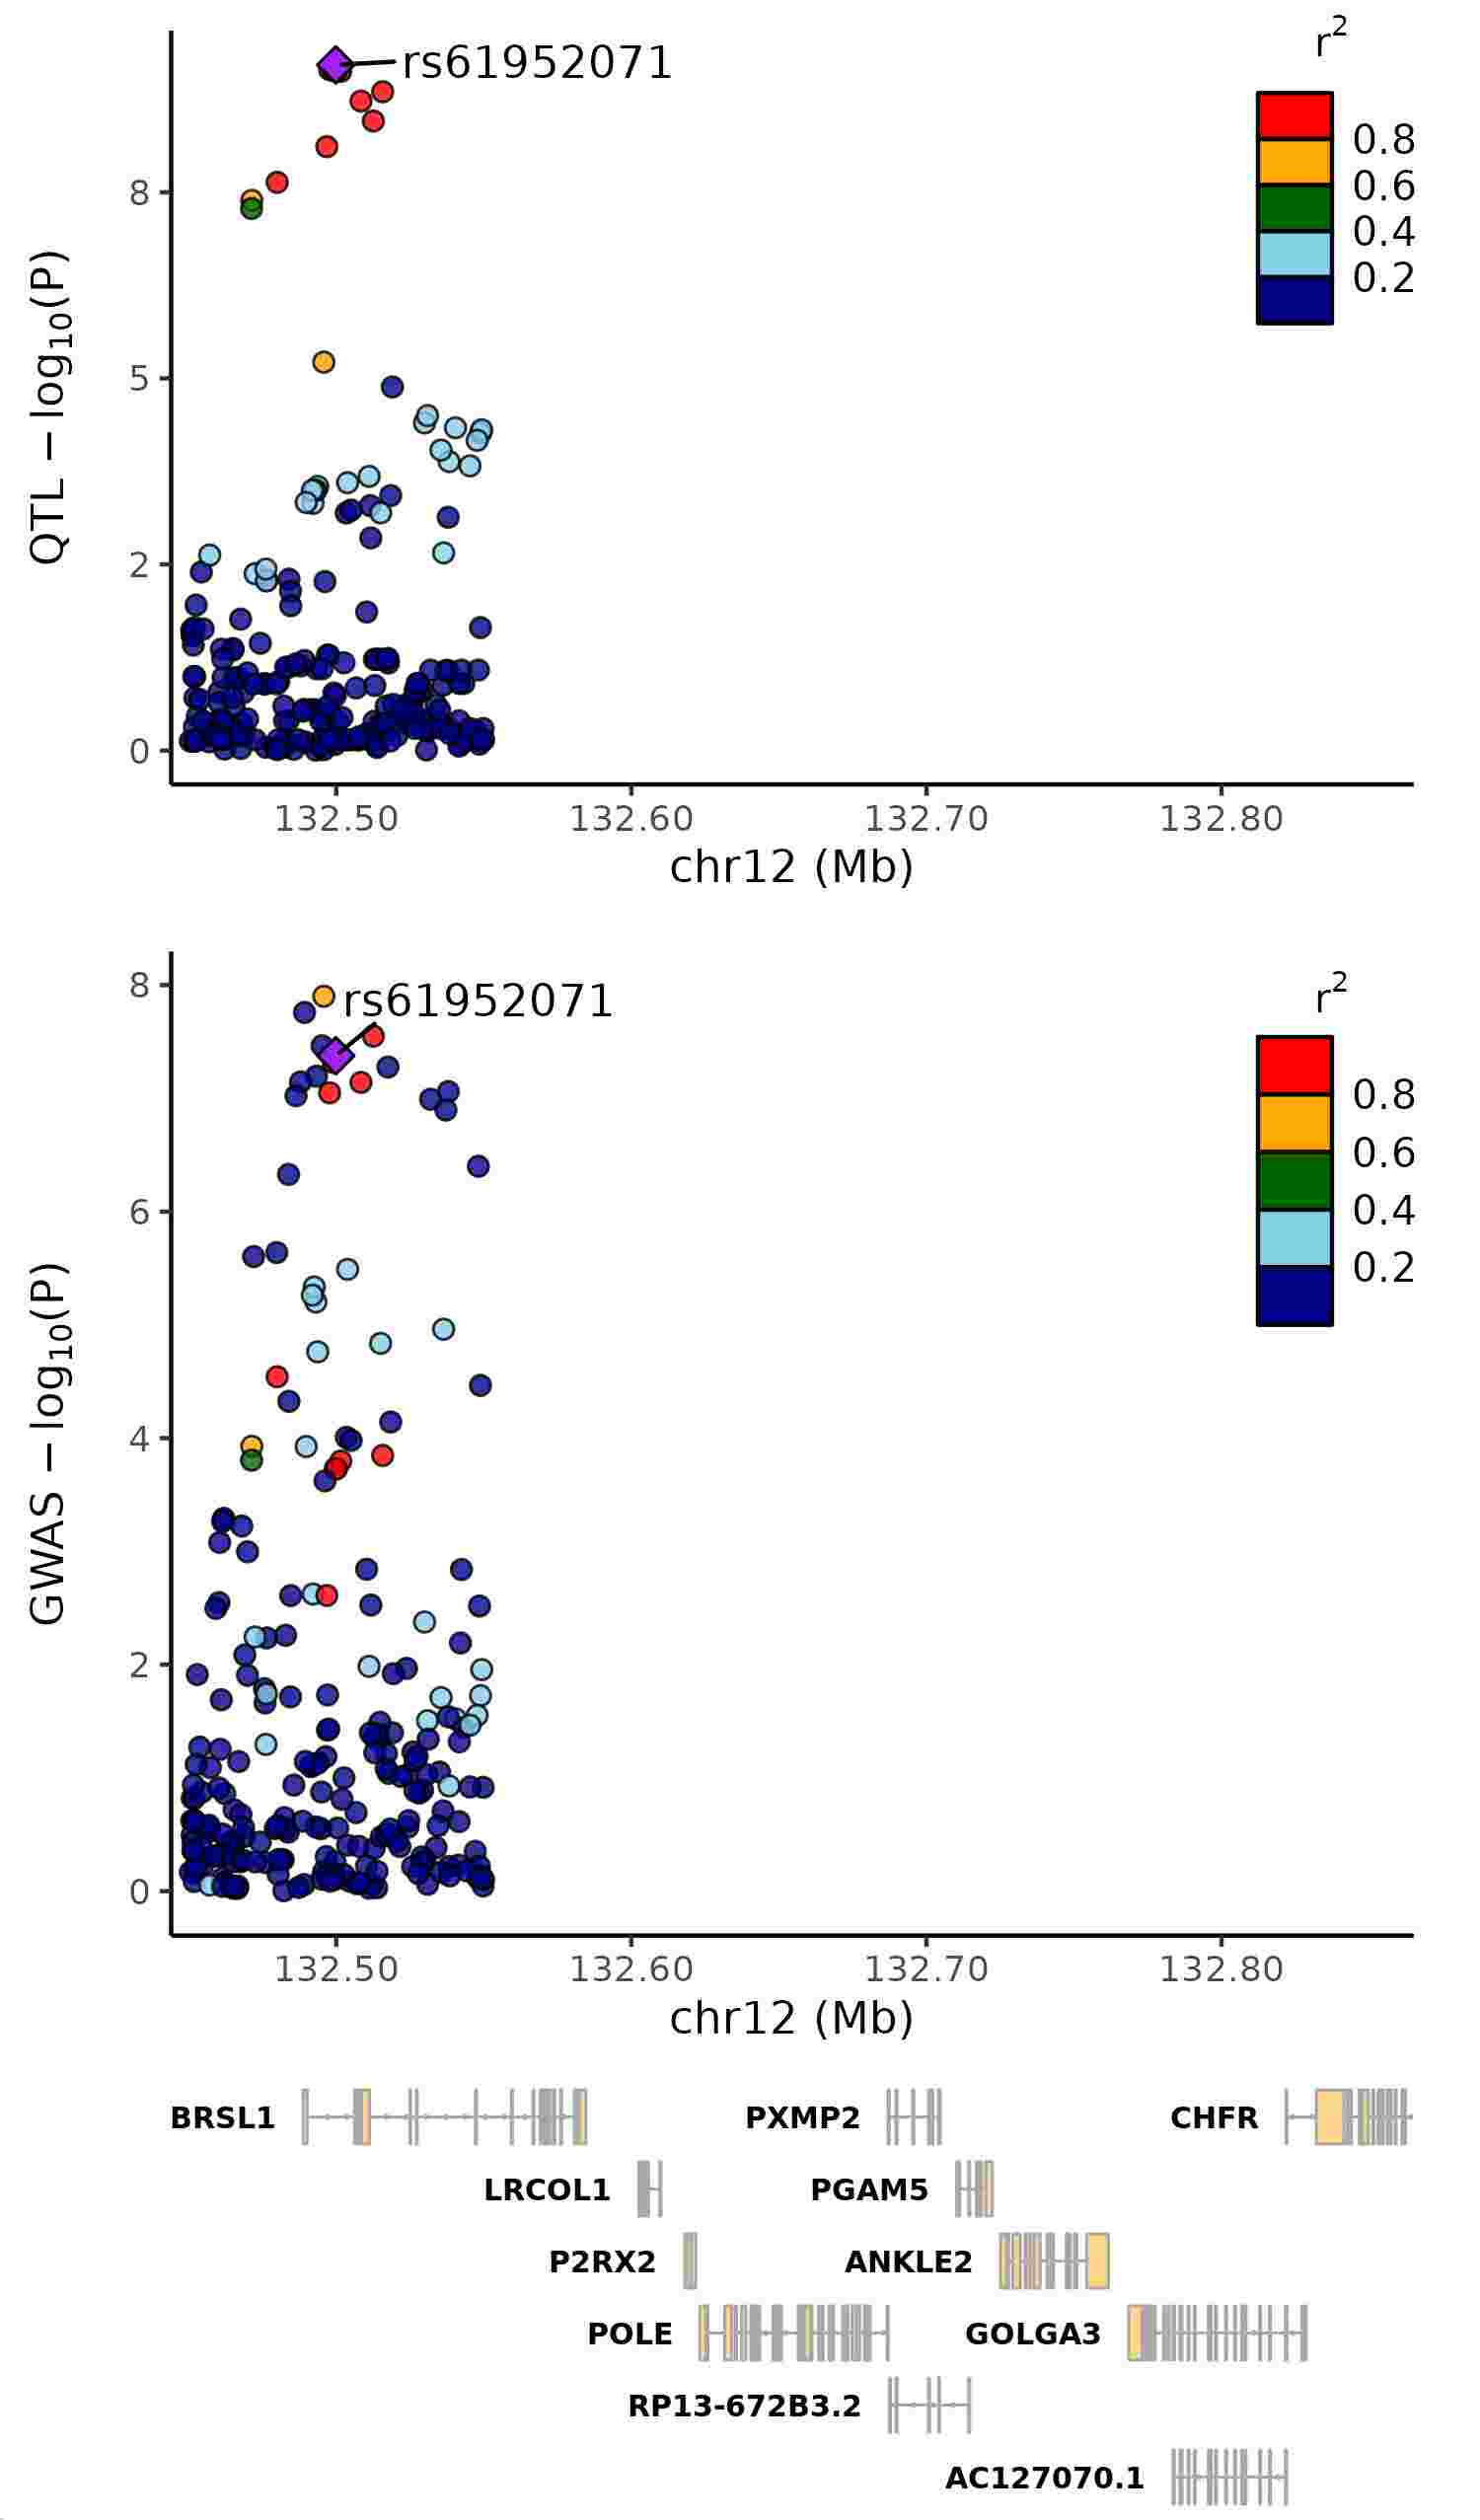 rs61952071
r²
0.8
0.6
0.4
0.2
QTL −log₁₀(P)
8
5
2
0
132.50 132.60 132.70 132.80
chr12 (Mb)
rs61952071
r²
0.8
0.6
0.4
0.2
GWAS −log₁₀(P)
8
6
4
2
0
132.50 132.60 132.70 132.80
chr12 (Mb)
BRSL1 PXMP2 CHFR
LRCOL1 PGAM5
P2RX2 ANKLE2
POLE GOLGA3
RP13-672B3.2
AC127070.1